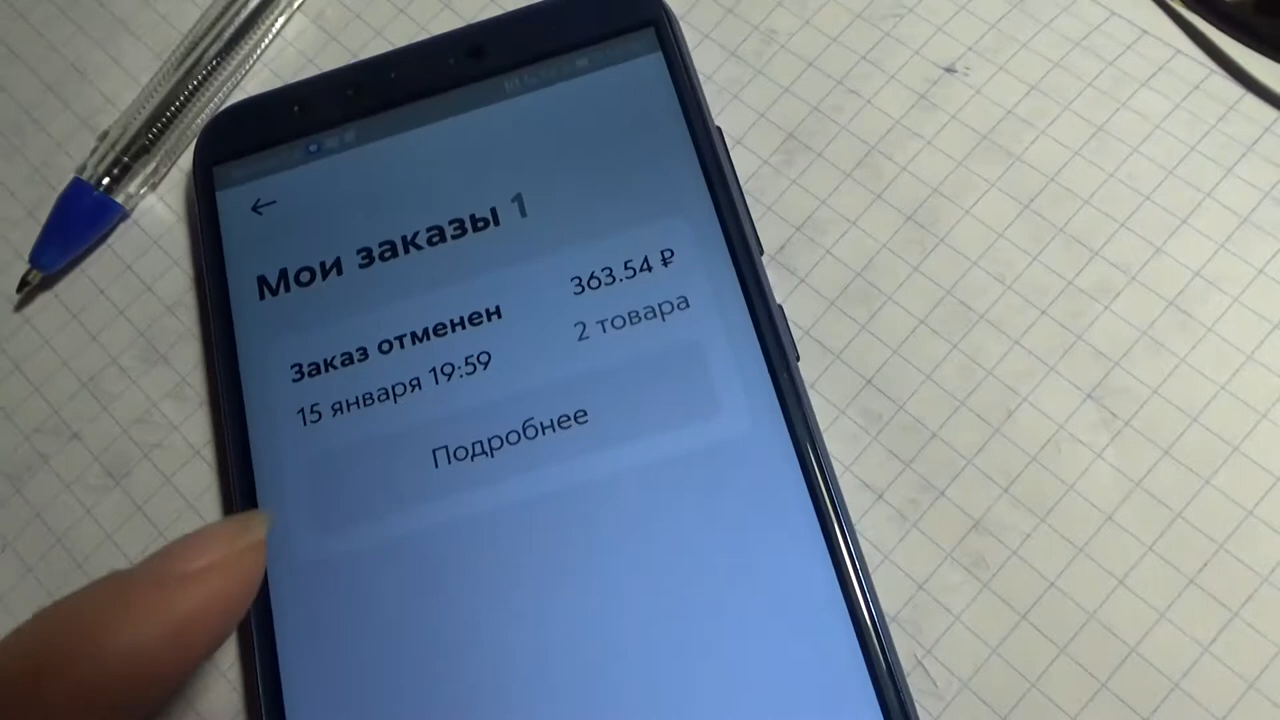 Мои заказы 1
Заказ отменен 363.54 ₽
15 января 19:59 2 товара
Подробнее